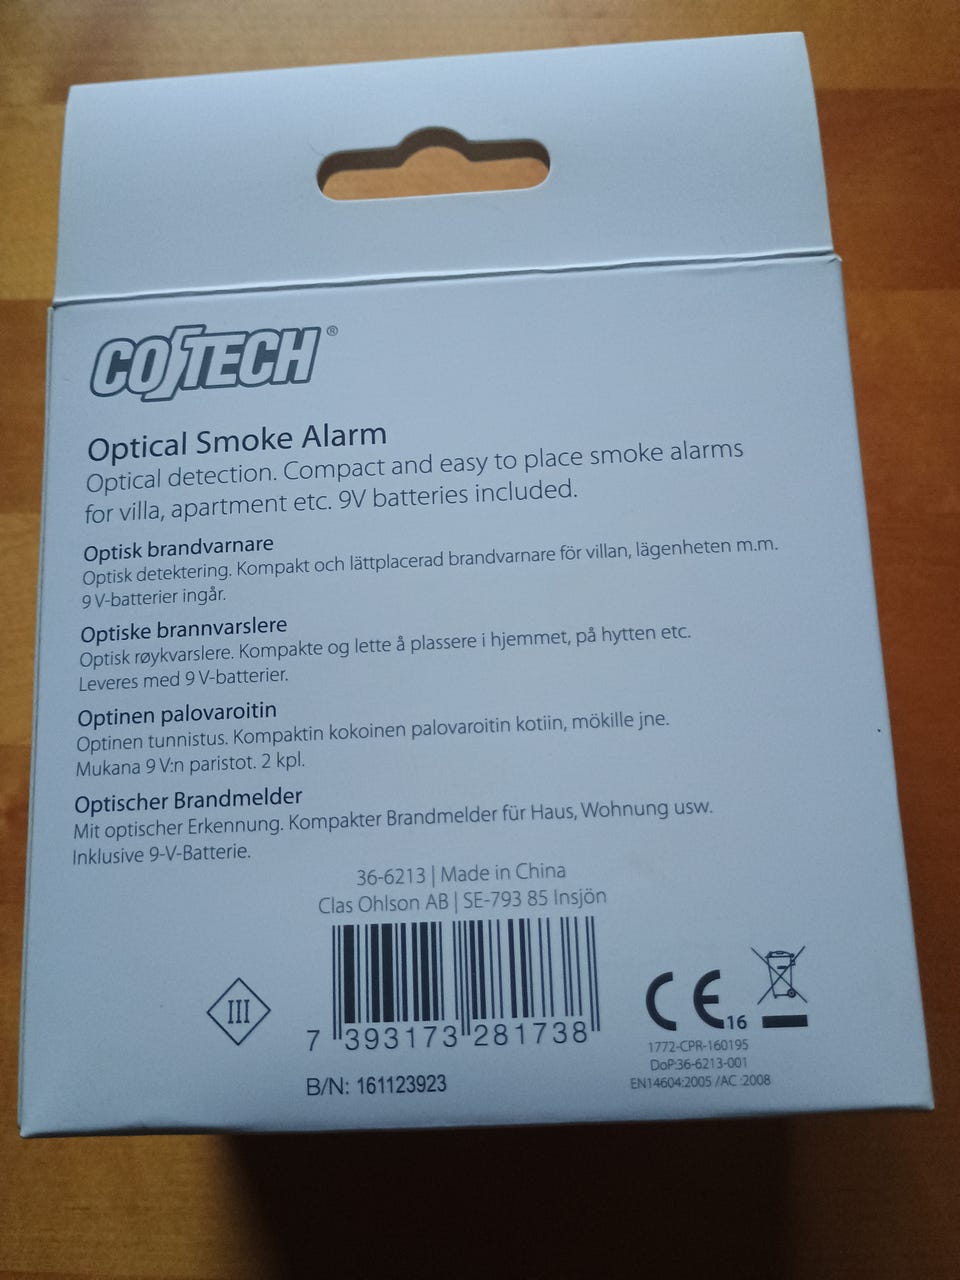 COTECH®
Optical Smoke Alarm
Optical detection. Compact and easy to place smoke alarms
for villa, apartment etc. 9V batteries included.
Optisk brandvarnare
Optisk detektering. Kompakt och lättplacerad brandvarnare för villan, lägenheten m.m.
9 V-batterier ingår.
Optiske brannvarslere
Optisk røykvarslere. Kompakte og lette å plassere i hjemmet, på hytten etc.
Leveres med 9 V-batterier.
Optinen palovaroitin
Optinen tunnistus. Kompaktin kokoinen palovaroitin kotiin, mökille jne.
Mukana 9 V:n paristot. 2 kpl.
Optischer Brandmelder
Mit optischer Erkennung. Kompakter Brandmelder für Haus, Wohnung usw.
Inklusive 9-V-Batterie.
36-6213 | Made in China
Clas Ohlson AB | SE-793 85 Insjön
III
7 393173 281738
CE 16
1772-CPR-160195
DoP:36-6213-001
EN14604:2005 /AC :2008
B/N: 161123923